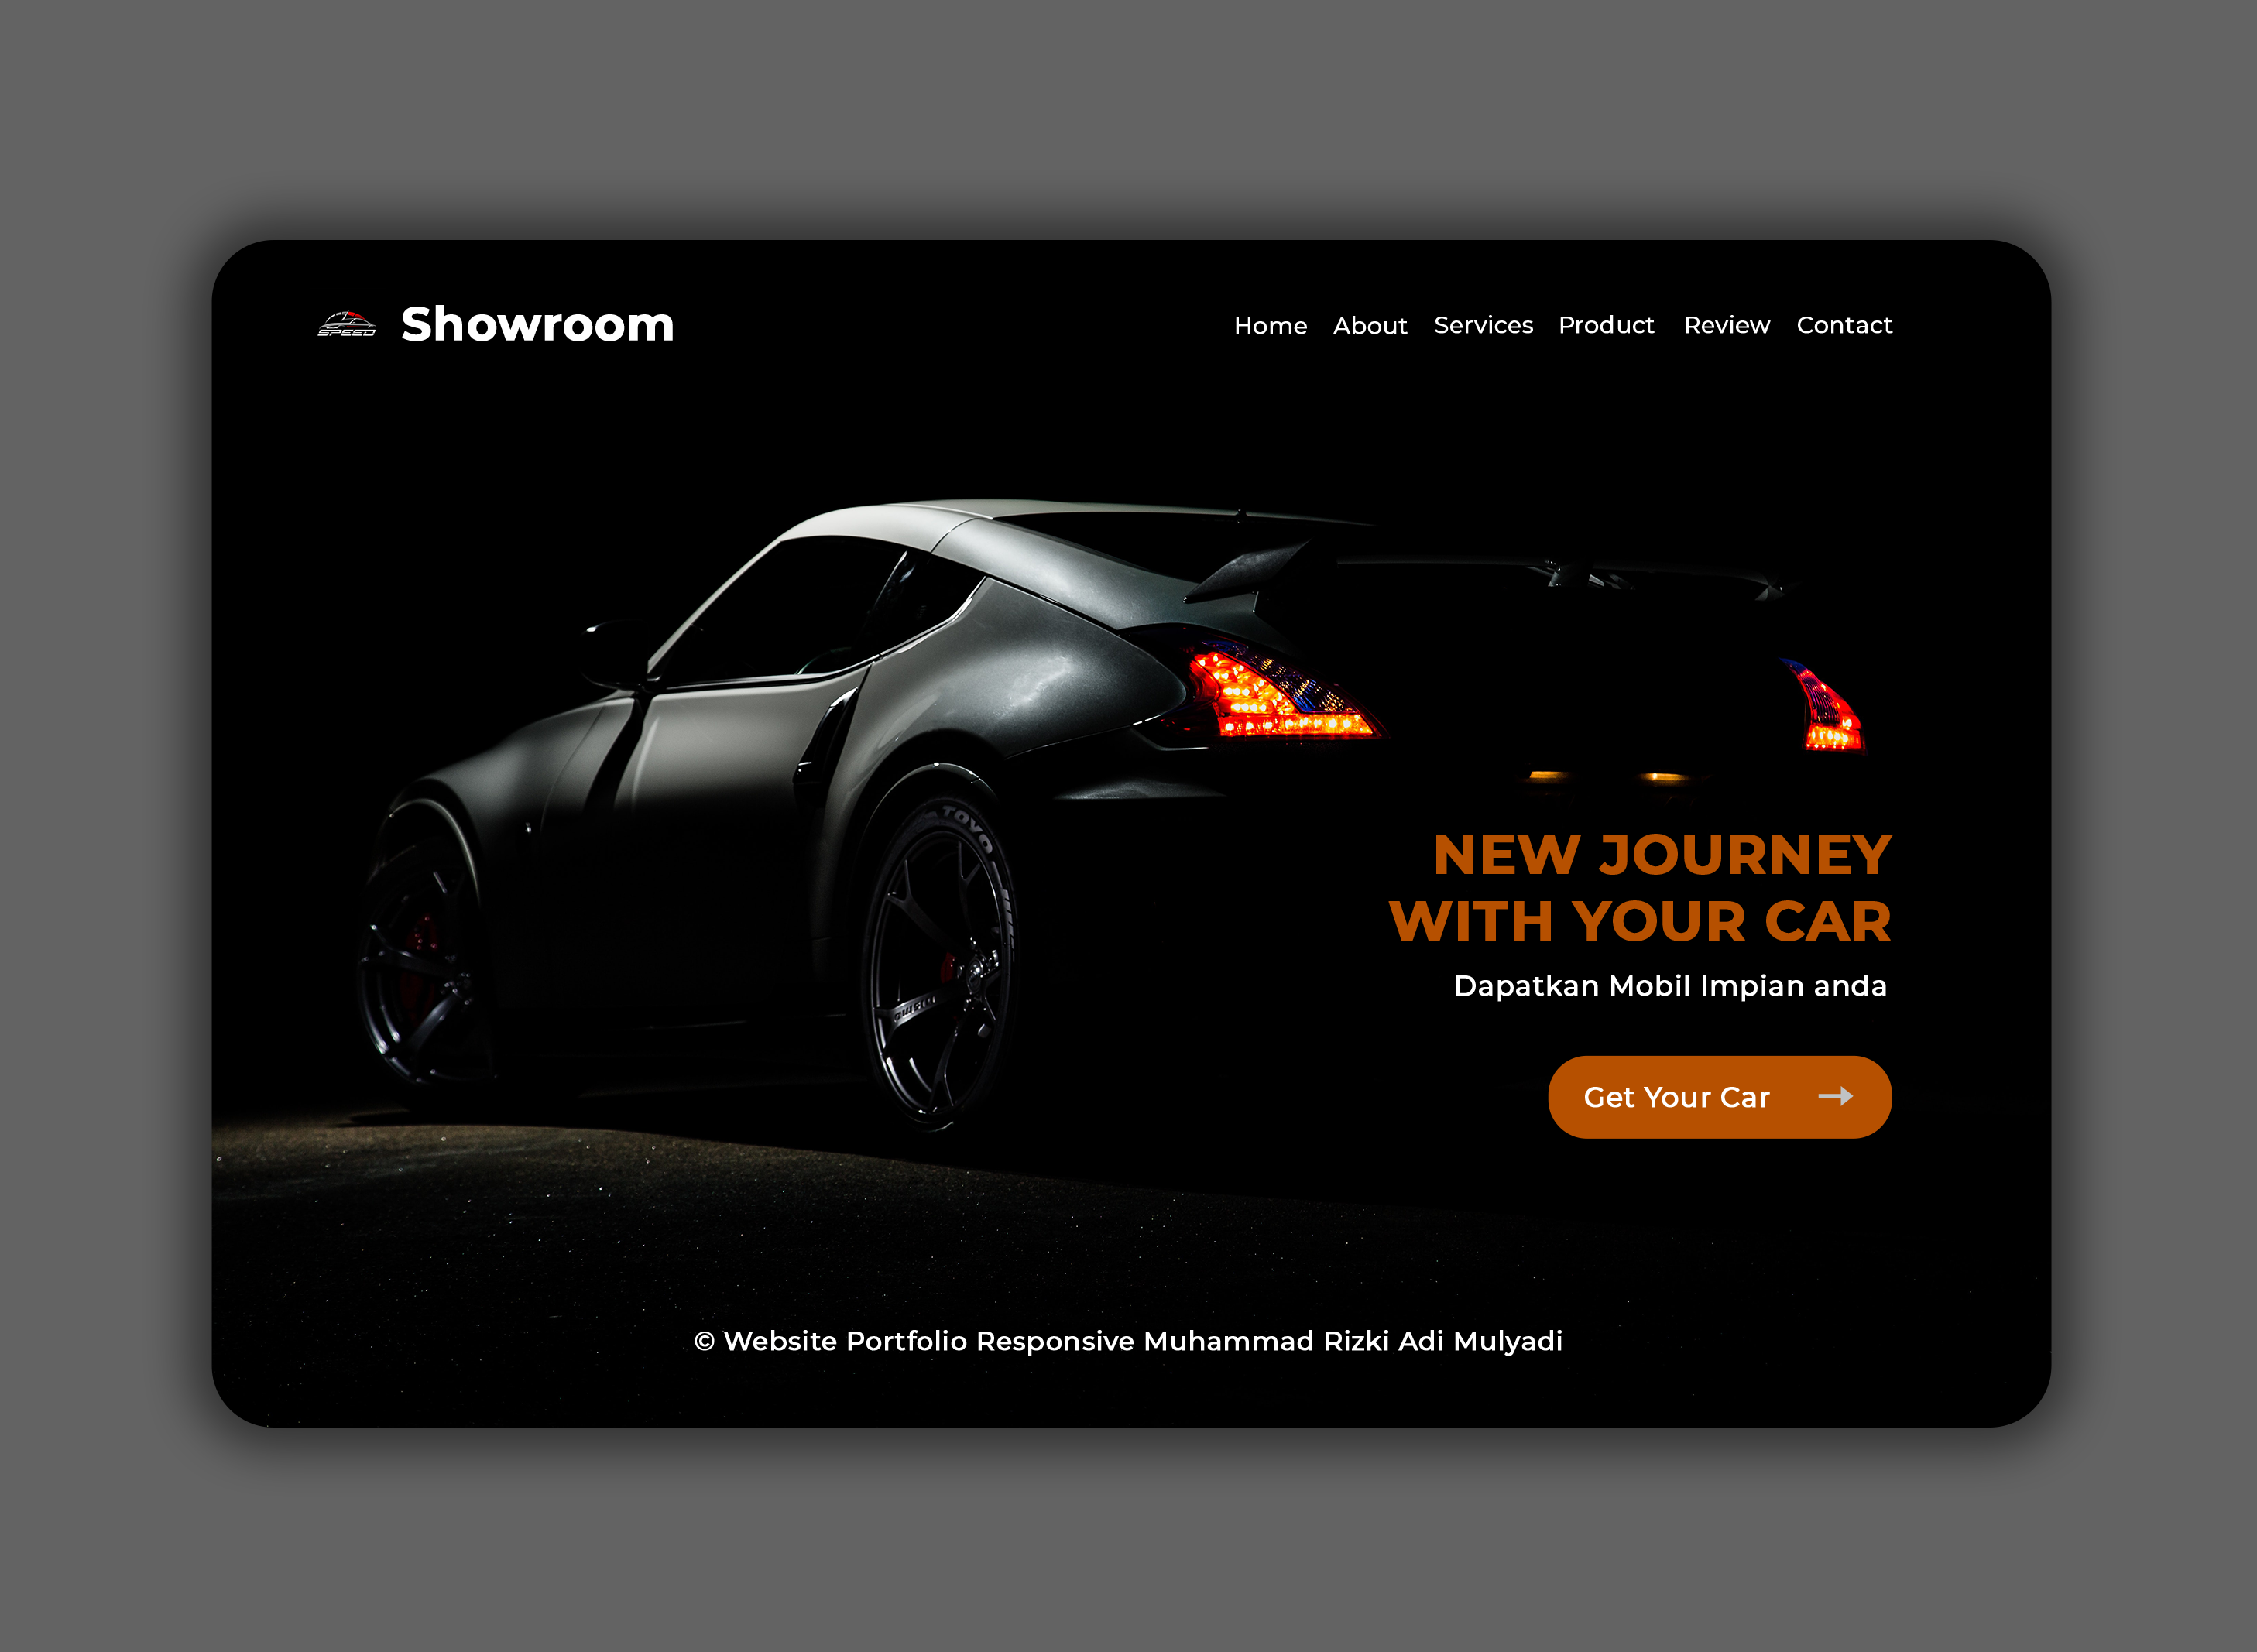 SPEED
Showroom
Home About Services Product Review Contact
TOYO
NEW JOURNEY
WITH YOUR CAR
Dapatkan Mobil Impian anda
Get Your Car
© Website Portfolio Responsive Muhammad Rizki Adi Mulyadi